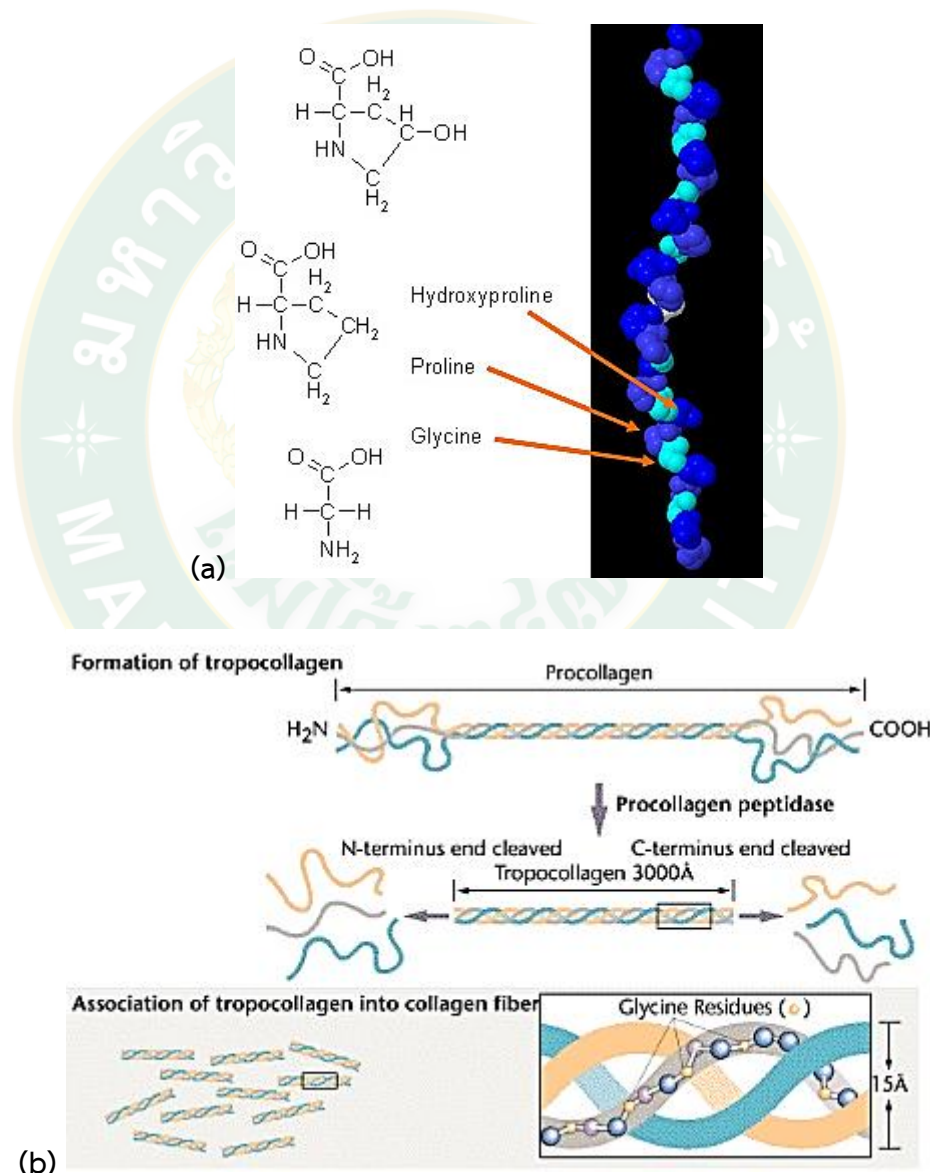 O
OH
C
H₂
H
H—C—C
C—OH
HN
C
H₂
O
OH
C
H₂
H—C—C
CH₂
HN
C
H₂
O
OH
C
H—C—H
NH₂
Hydroxyproline
Proline
Glycine
(a)
Formation of tropocollagen
Procollagen
H₂N
COOH
Procollagen peptidase
N-terminus end cleaved
C-terminus end cleaved
Tropocollagen 3000Å
Association of tropocollagen into collagen fiber
Glycine Residues (o)
15Å
(b)